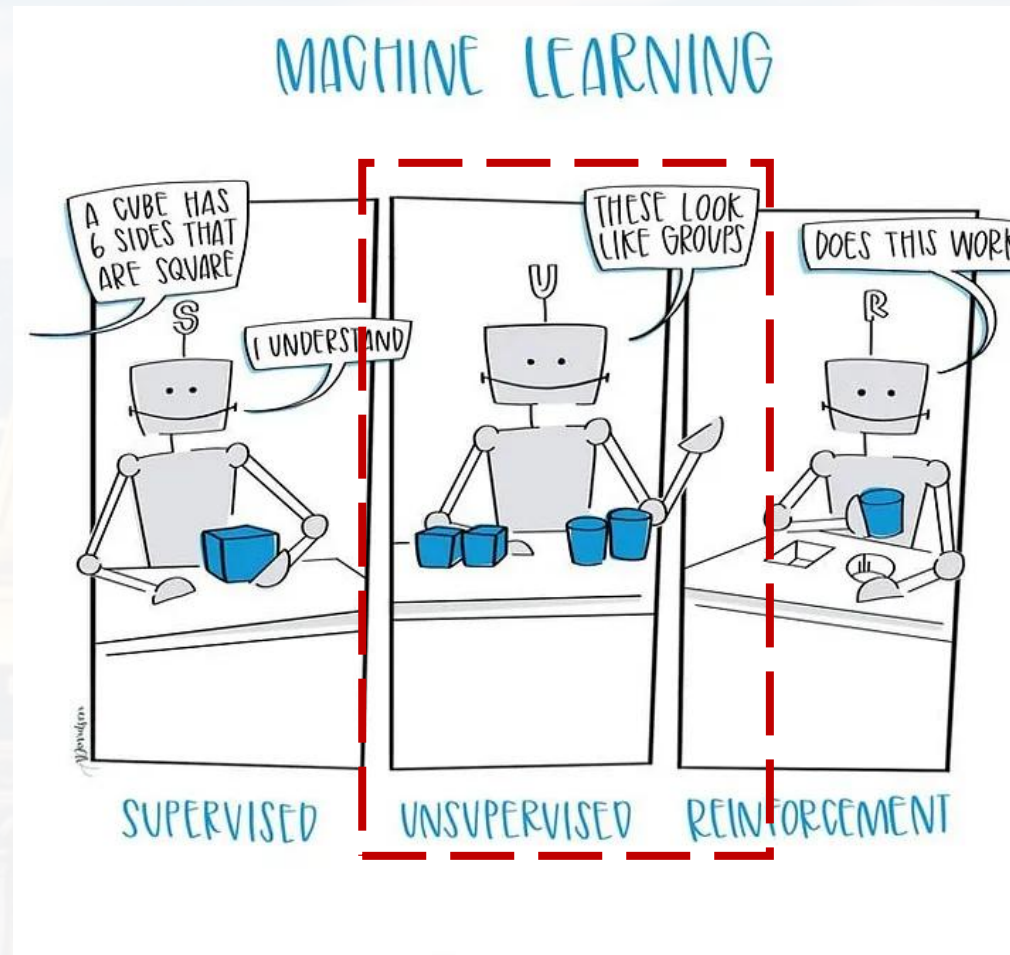 MACHINE LEARNING
A CUBE HAS
6 SIDES THAT
ARE SQUARE
S
I UNDERSTAND
THESE LOOK
LIKE GROUPS
U
DOES THIS WORK
R
SUPERVISED
UNSUPERVISED
REINFORCEMENT